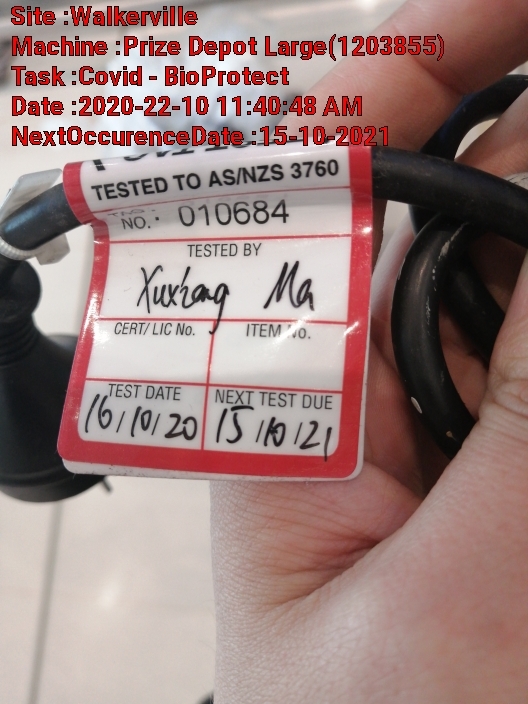 Site :Walkerville
Machine :Prize Depot Large(1203855)
Task :Covid - BioProtect
Date :2020-22-10 11:40:48 AM
NextOccurenceDate :15-10-2021
TESTED TO AS/NZS 3760
TAG NO.: 010684
TESTED BY
Xuxhang Ma
CERT/ LIC No. ITEM No.
TEST DATE NEXT TEST DUE
16/10/20 15/10/21